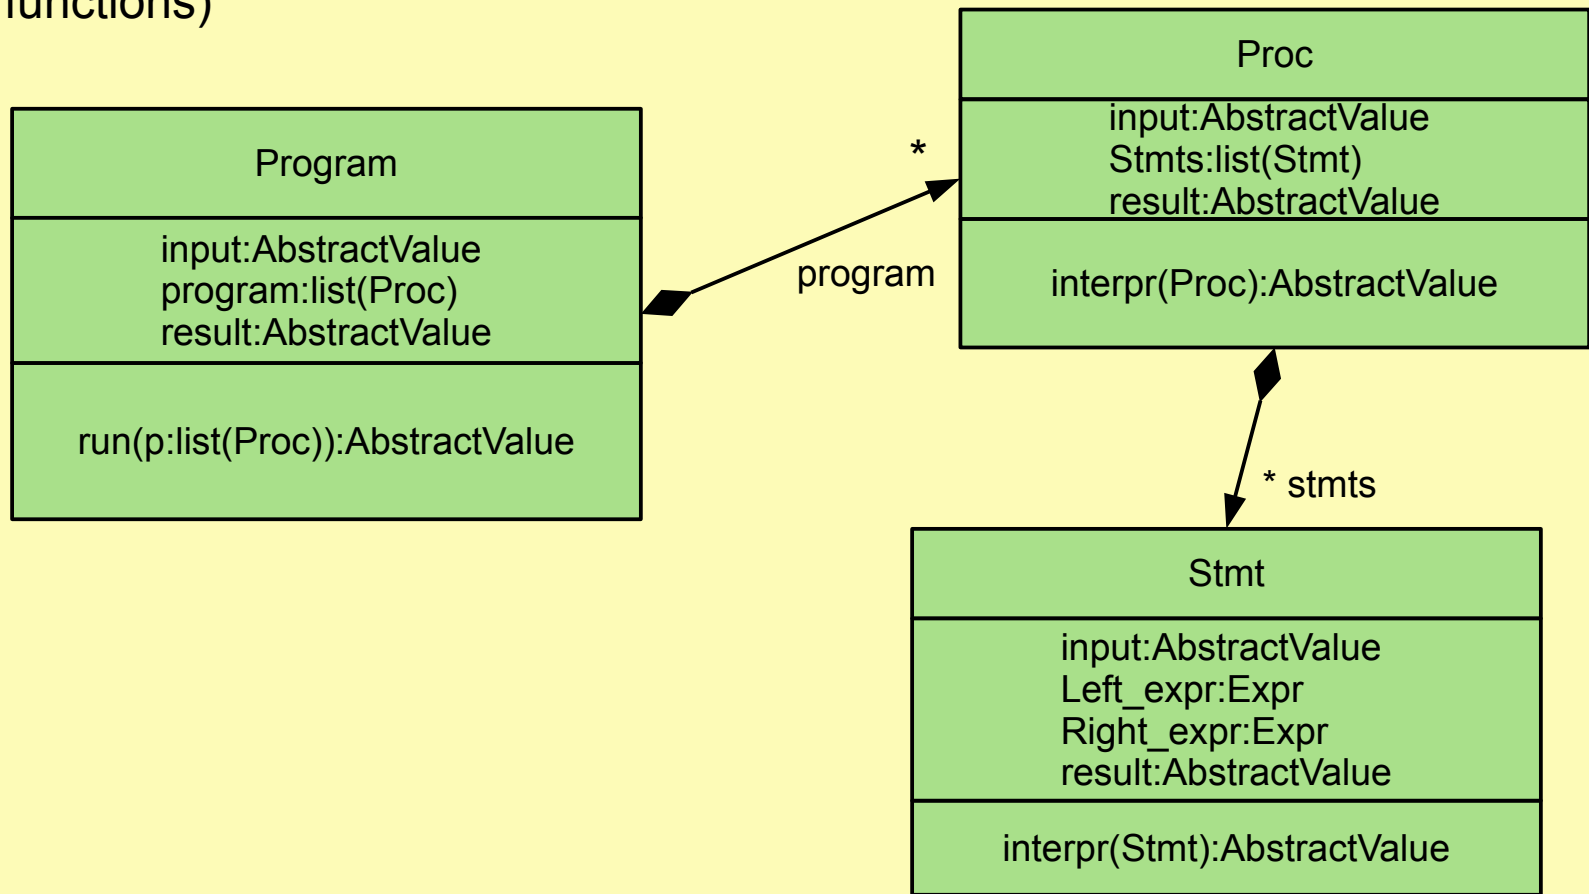 functions)
Program
input:AbstractValue
program:list(Proc)
result:AbstractValue
run(p:list(Proc)):AbstractValue
*
program
Proc
input:AbstractValue
Stmts:list(Stmt)
result:AbstractValue
interpr(Proc):AbstractValue
* stmts
Stmt
input:AbstractValue
Left_expr:Expr
Right_expr:Expr
result:AbstractValue
interpr(Stmt):AbstractValue